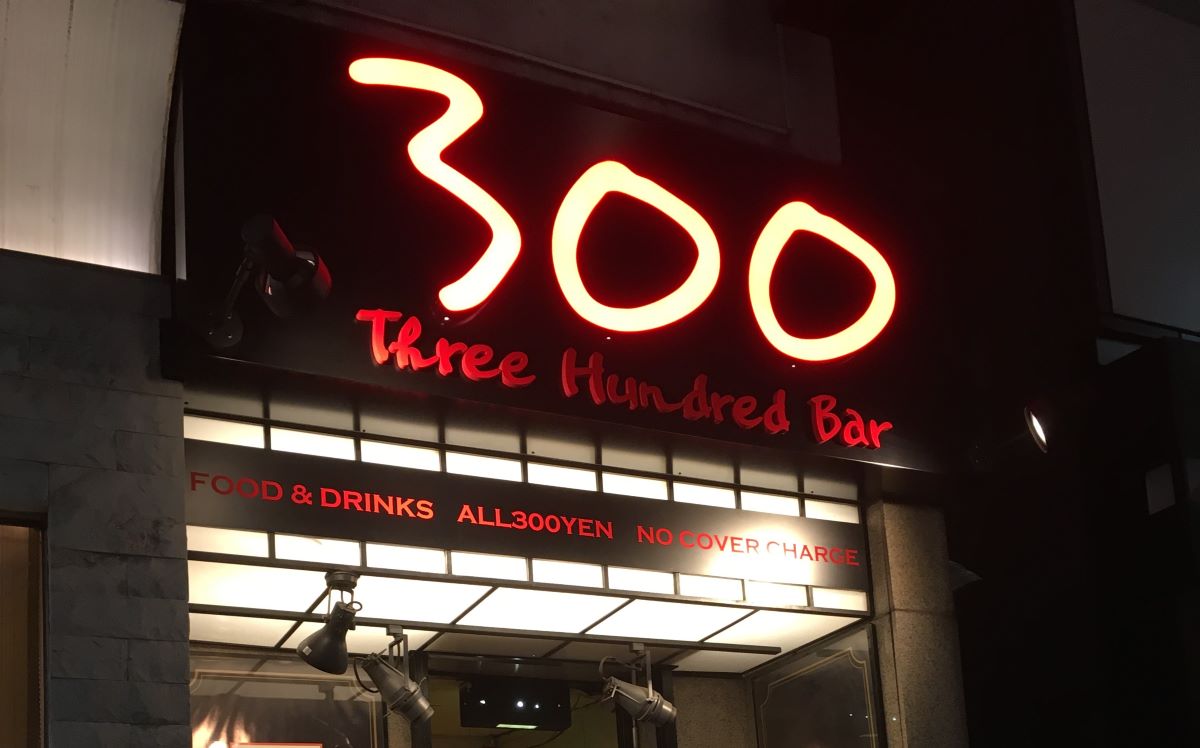 300
Three Hundred Bar
FOOD & DRINKS ALL300YEN NO COVER CHARGE